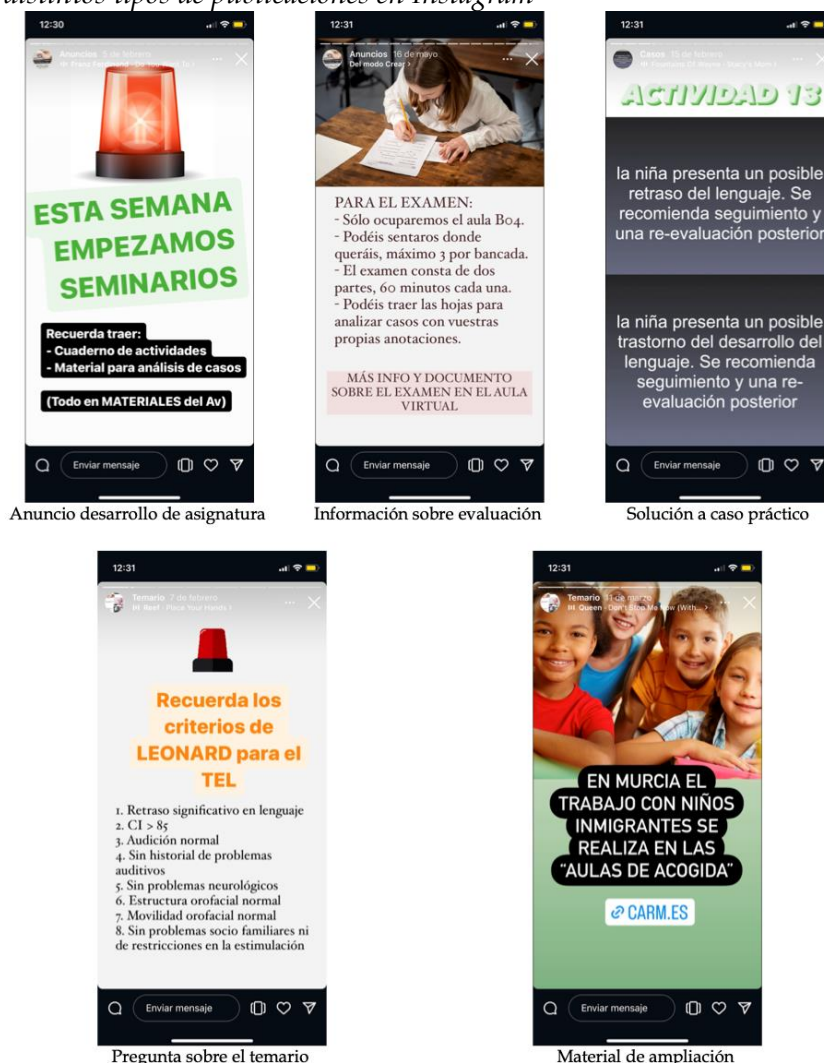 distintos tipos de publicaciones en Instagram
12:30
Anuncios 5 de febrero
ESTA SEMANA
EMPEZAMOS
SEMINARIOS
Recuerda traer:
- Cuaderno de actividades
- Material para análisis de casos
(Todo en MATERIALES del Av)
Enviar mensaje
Anuncio desarrollo de asignatura
12:31
Anuncios 16 de mayo
Del modo Crear >
PARA EL EXAMEN:
- Sólo ocuparemos el aula B04.
- Podéis sentaros donde
queráis, máximo 3 por bancada.
- El examen consta de dos
partes, 60 minutos cada una.
- Podéis traer las hojas para
analizar casos con vuestras
propias anotaciones.
MÁS INFO Y DOCUMENTO
SOBRE EL EXAMEN EN EL AULA
VIRTUAL
Enviar mensaje
Información sobre evaluación
12:31
Casos 15 de febrero
ACTIVIDAD 13
la niña presenta un posible
retraso del lenguaje. Se
recomienda seguimiento y
una re-evaluación posterior
la niña presenta un posible
trastorno del desarrollo del
lenguaje. Se recomienda
seguimiento y una re-
evaluación posterior
Enviar mensaje
Solución a caso práctico
12:31
Temario 7 de febrero
Reef · Place Your Hands >
Recuerda los
criterios de
LEONARD para el
TEL
1. Retraso significativo en lenguaje
2. CI > 85
3. Audición normal
4. Sin historial de problemas
auditivos
5. Sin problemas neurológicos
6. Estructura orofacial normal
7. Movilidad orofacial normal
8. Sin problemas socio familiares ni
de restricciones en la estimulación
Enviar mensaje
Pregunta sobre el temario
12:31
Temario 11 de marzo
Queen · Don't Stop Me Now (With... >
EN MURCIA EL
TRABAJO CON NIÑOS
INMIGRANTES SE
REALIZA EN LAS
"AULAS DE ACOGIDA"
CARM.ES
Enviar mensaje
Material de ampliación